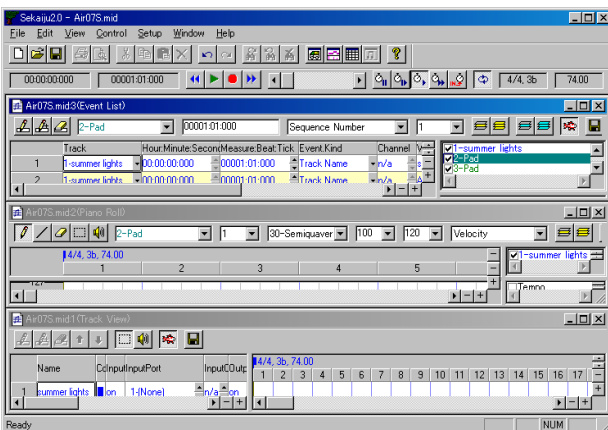 Sekaiju2.0 - Air07S.mid
File Edit View Control Setup Window Help
00:00:00:000 00001:01:000 4/4, 3b 74.00
Air07S.mid:3(Event List)
2-Pad 00001:01:000 Sequence Number 1
Track Hour:Minute:Second Measure:Beat:Tick Event.Kind Channel V
1 1-summer lights 00:00:00:000 00001:01:000 Track Name n/a s
2 1-summer lights 00:00:00:000 00001:01:000 Track Name n/a
1-summer lights
2-Pad
3-Pad
Air07S.mid:2(Piano Roll)
2-Pad 1 30-Semiquaver 100 120 Velocity
4/4, 3b, 74.00
1 2 3 4 5
127
1-summer lights
Tempo
Air07S.mid:1(Track View)
Name Col InputOn InputPort InputCh Outp
4/4, 3b, 74.00
1 2 3 4 5 6 7 8 9 10 11 12 13 14 15 16 17
1 summer lights on 1-(None) n/a on
Ready NUM